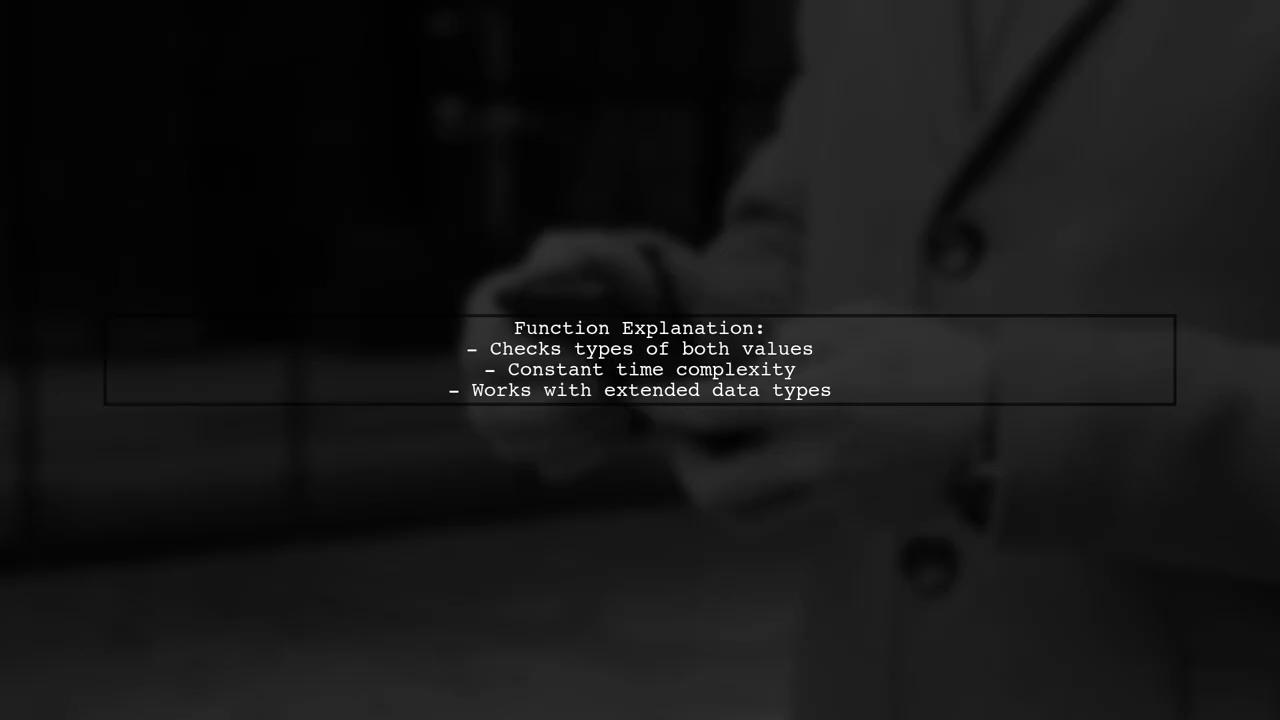 Function Explanation:
- Checks types of both values
- Constant time complexity
- Works with extended data types